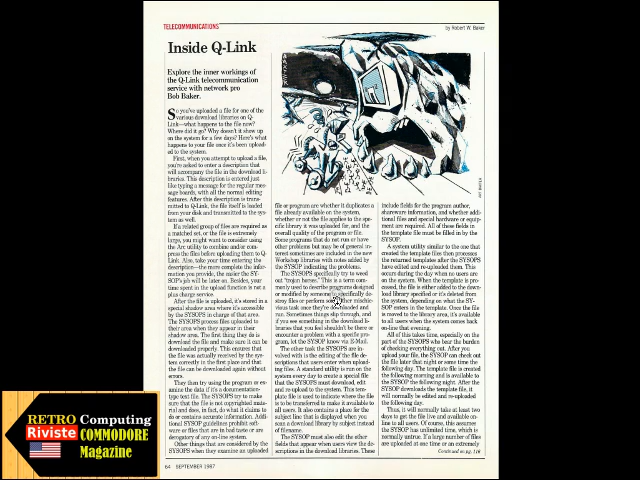 TELECOMMUNICATIONS
by Robert W. Baker
Inside Q-Link
Explore the inner workings of
the Q-Link telecommunication
service with network pro
Bob Baker.
So you've uploaded a file for one of the
various download libraries on Q-
Link—what happens to the file now?
Where did it go? Why doesn't it show up
on the system for a few days? Here's what
happens to your file once it's been upload-
ed to the system.
First, when you attempt to upload a file,
you're asked to enter a description that
will accompany the file in the download li-
braries. This description is entered just
like typing a message for the regular mes-
sage boards, with all the normal editing
features. After this description is trans-
mitted to Q-Link, the file itself is loaded
from your disk and transmitted to the sys-
tem as well.
If a related group of files are required as
a matched set, or the file is extremely
large, you might want to consider using
the Arc utility to combine and/or com-
press the files before uploading them to Q-
Link. Also, take your time entering the
description—the more complete the infor-
mation you provide, the easier the SY-
SOP's job will be later on. Besides, your
time spent in the upload function is not a
plus charge service.
After the file is uploaded, it's stored in a
special shadow area where it's accessible
by the SYSOPS in charge of that area.
The SYSOPS process files uploaded to
their area when they appear in their
shadow area. The first thing they do is
download the file and make sure it can be
downloaded properly. This ensures that
the file was actually received by the sys-
tem correctly in the first place and that
the file can be downloaded again without
errors.
They then try using the program or ex-
amine the data if it's a documentation-
type text file. The SYSOPS try to make
sure that the file is not copyrighted mate-
rial and does, in fact, do what it claims to
do or contains accurate information. Addi-
tional SYSOP guidelines prohibit soft-
ware or files that are in bad taste or are
derogatory of any on-line system.
Other things that are considered by the
SYSOPS when they examine an uploaded
file or program are whether it duplicates a
file already available on the system,
whether or not the file applies to the spe-
cific library it was uploaded for, and the
overall quality of the program or file.
Some programs that do not run or have
other problems but may be of general in-
terest sometimes are included in the new
Workshop libraries with notes added by
the SYSOP indicating the problems.
The SYSOPS specifically try to weed
out "trojan horses." This is a term com-
monly used to describe programs designed
or modified by someone to specifically de-
stroy files or perform some other mischie-
vious task once they're downloaded and
run. Sometimes things slip through, and
if you see something in the download li-
braries that you feel shouldn't be there or
encounter a problem with a specific pro-
gram, let the SYSOP know via E-Mail.
The other task the SYSOPS are in-
volved with is the editing of the file de-
scriptions that users enter when upload-
ing files. A standard utility is run on the
system every day to create a special file
that the SYSOPS must download, edit
and re-upload to the system. This tem-
plate file is used to indicate where the file
is to be transferred to make it available to
all users. It also contains a place for the
subject line that is displayed when you
scan a download library by subject instead
of filename.
The SYSOP must also edit the other
fields that appear when users view the de-
scriptions in the download libraries. These
include fields for the program author,
shareware information, and whether addi-
tional files and special hardware or equip-
ment are required. All of these fields in
the template file must be filled in by the
SYSOP.
A system utility similar to the one that
created the template files then processes
the returned template after the SYSOPS
have edited and re-uploaded them. This
occurs during the day when no users are
on the system. When the template is pro-
cessed, the file is either added to the down-
load library specified or it's deleted from
the system, depending on what the SY-
SOP enters in the template. Once the file
is moved to the library area, it's available
to all users when the system comes back
on-line that evening.
All of this takes time, especially on the
part of the SYSOPS who bear the burden
of checking everything out. After you
upload your file, the SYSOP can check out
the file later that night or some time the
following day. The template file is created
the following morning and is available to
the SYSOP the following night. After the
SYSOP downloads the template file, it
will normally be edited and re-uploaded
the following day.
Thus, it will normally take at least two
days to get the file live and available on-
line to all users. Of course, this assumes
the SYSOP has unlimited time, which is
normally untrue. If a large number of files
are uploaded at one time or an extremely
Continued on pg. 116
64 SEPTEMBER 1987
RETRO Computing
Riviste COMMODORE
Magazine